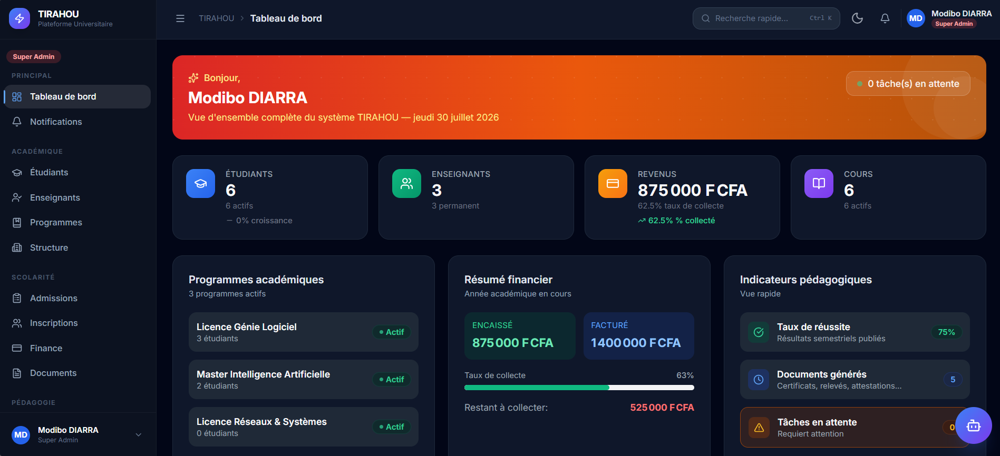 TIRAHOU
Plateforme Universitaire
Super Admin
PRINCIPAL
Tableau de bord
Notifications
ACADÉMIQUE
Étudiants
Enseignants
Programmes
Structure
SCOLARITÉ
Admissions
Inscriptions
Finance
Documents
PÉDAGOGIE
MD
Modibo DIARRA
Super Admin
TIRAHOU > Tableau de bord
Recherche rapide... Ctrl K
MD
Modibo DIARRA
Super Admin
Bonjour,
Modibo DIARRA
Vue d'ensemble complète du système TIRAHOU — jeudi 30 juillet 2026
0 tâche(s) en attente
ÉTUDIANTS
6
6 actifs
— 0% croissance
ENSEIGNANTS
3
3 permanent
REVENUS
875 000 F CFA
62.5% taux de collecte
62.5% % collecté
COURS
6
6 actifs
Programmes académiques
3 programmes actifs
Licence Génie Logiciel
3 étudiants
Actif
Master Intelligence Artificielle
2 étudiants
Actif
Licence Réseaux & Systèmes
0 étudiants
Actif
Résumé financier
Année académique en cours
ENCAISSÉ
875 000 F CFA
FACTURÉ
1 400 000 F CFA
Taux de collecte 63%
Restant à collecter: 525 000 F CFA
Indicateurs pédagogiques
Vue rapide
Taux de réussite
Résultats semestriels publiés
75%
Documents générés
Certificats, relevés, attestations...
5
Tâches en attente
Requiert attention
0